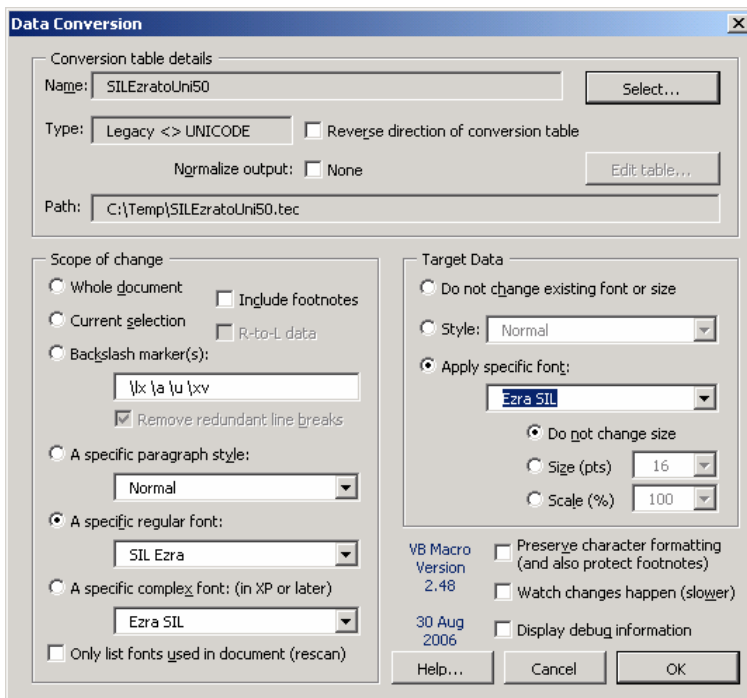 Data Conversion
Conversion table details
Name: SILEzratoUni50 Select...
Type: Legacy <> UNICODE Reverse direction of conversion table
Normalize output: None Edit table...
Path: C:\Temp\SILEzratoUni50.tec
Scope of change
Whole document
Include footnotes
Current selection
R-to-L data
Backslash marker(s):
\lx \a \u \xv
Remove redundant line breaks
A specific paragraph style:
Normal
A specific regular font:
SIL Ezra
A specific complex font: (in XP or later)
Ezra SIL
Only list fonts used in document (rescan)
Target Data
Do not change existing font or size
Style: Normal
Apply specific font:
Ezra SIL
Do not change size
Size (pts) 16
Scale (%) 100
VB Macro
Version
2.48
30 Aug
2006
Preserve character formatting
(and also protect footnotes)
Watch changes happen (slower)
Display debug information
Help... Cancel OK